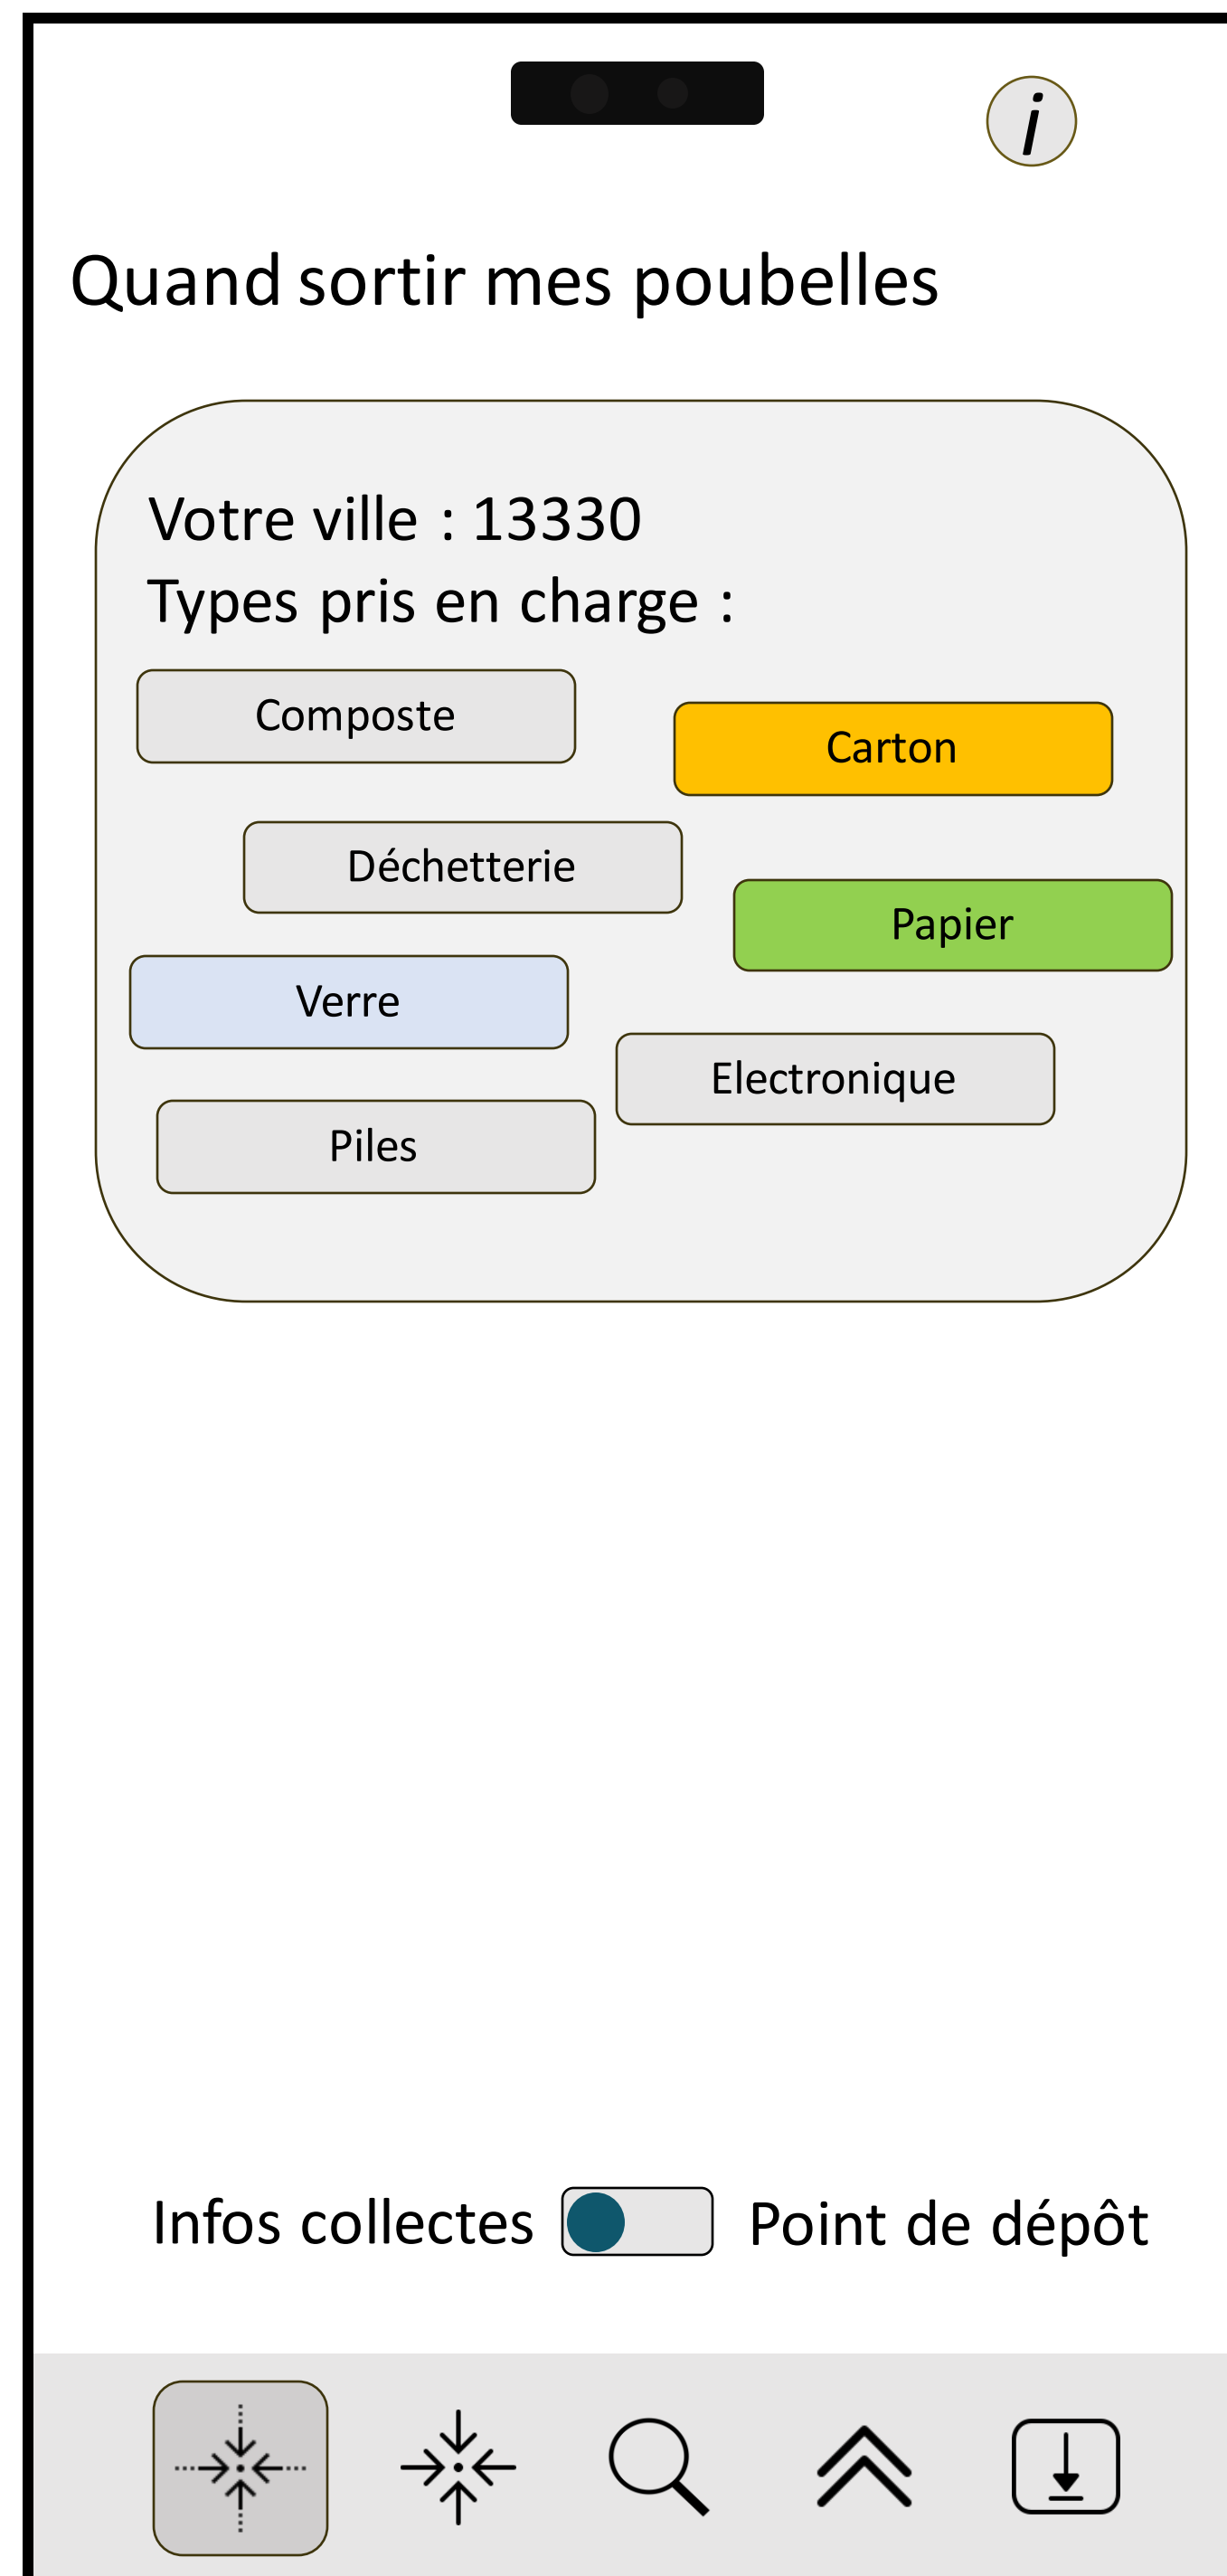 i
Quand sortir mes poubelles
Votre ville : 13330
Types pris en charge :
Composte
Carton
Déchetterie
Papier
Verre
Electronique
Piles
Infos collectes
Point de dépôt